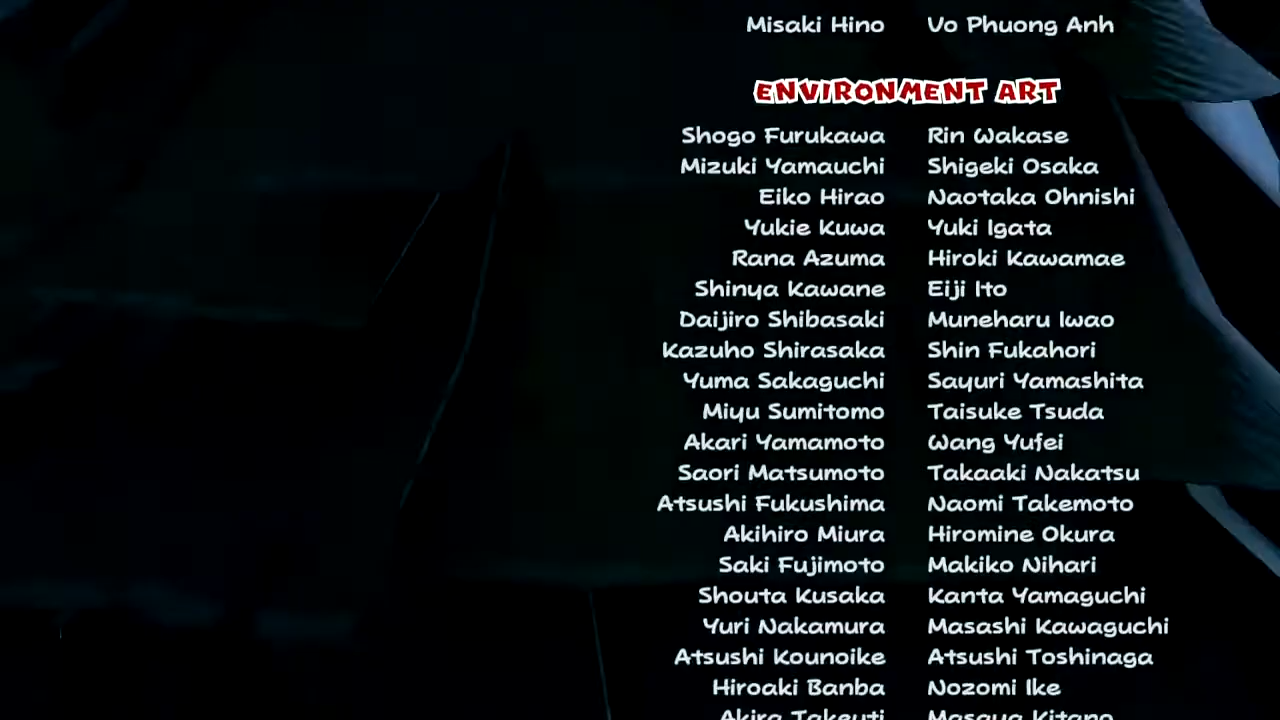 Misaki Hino Vo Phuong Anh
ENVIRONMENT ART
Shogo Furukawa Rin Wakase
Mizuki Yamauchi Shigeki Osaka
Eiko Hirao Naotaka Ohnishi
Yukie Kuwa Yuki Igata
Rana Azuma Hiroki Kawamae
Shinya Kawane Eiji Ito
Daijiro Shibasaki Muneharu Iwao
Kazuho Shirasaka Shin Fukahori
Yuma Sakaguchi Sayuri Yamashita
Miyu Sumitomo Taisuke Tsuda
Akari Yamamoto Wang Yufei
Saori Matsumoto Takaaki Nakatsu
Atsushi Fukushima Naomi Takemoto
Akihiro Miura Hiromine Okura
Saki Fujimoto Makiko Nihari
Shouta Kusaka Kanta Yamaguchi
Yuri Nakamura Masashi Kawaguchi
Atsushi Kounoike Atsushi Toshinaga
Hiroaki Banba Nozomi Ike
Akira Takeuti Masaya Kitano